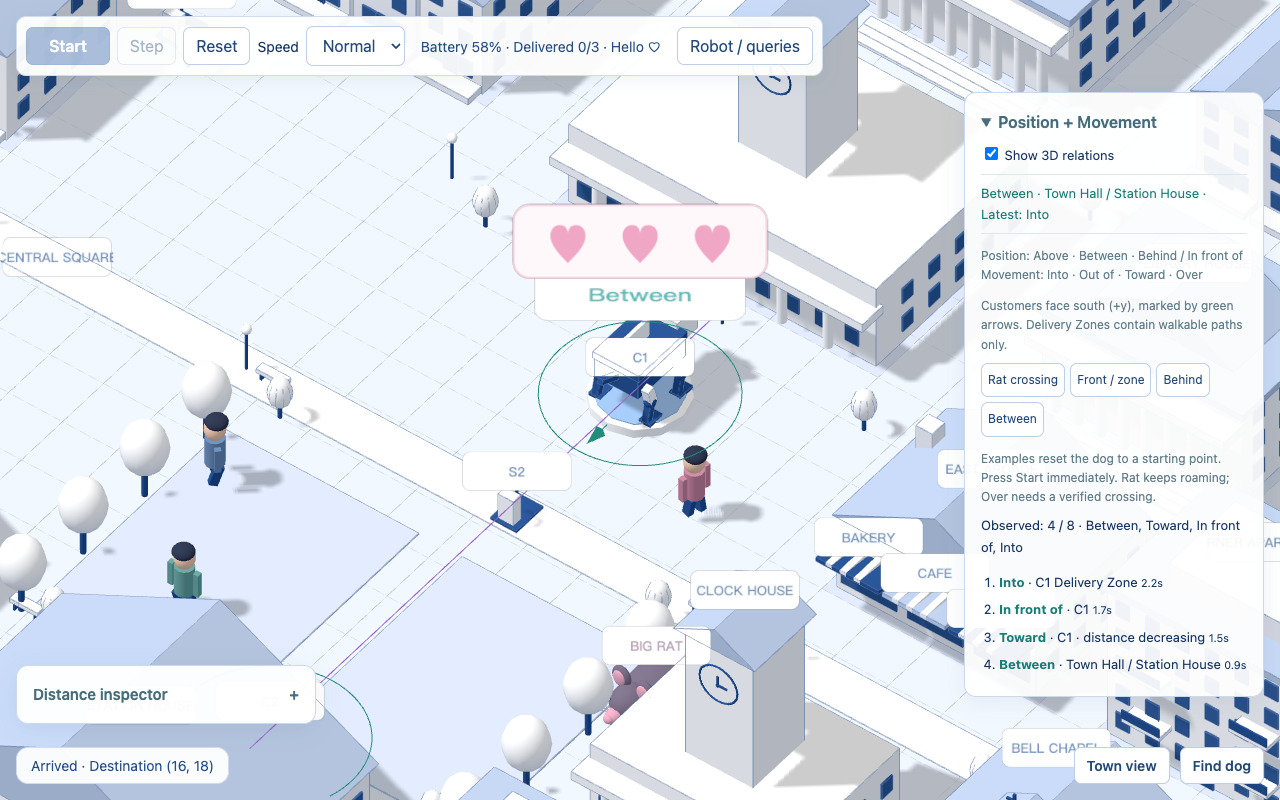 Start Step Reset Speed Normal Battery 58% · Delivered 0/3 · Hello ♡ Robot / queries
▼ Position + Movement
Show 3D relations
Between · Town Hall / Station House ·
Latest: Into
Position: Above · Between · Behind / In front of
Movement: Into · Out of · Toward · Over
Customers face south (+y), marked by green
arrows. Delivery Zones contain walkable paths
only.
Rat crossing Front / zone Behind
Between
Examples reset the dog to a starting point.
Press Start immediately. Rat keeps roaming;
Over needs a verified crossing.
Observed: 4 / 8 · Between, Toward, In front
of, Into
1. Into · C1 Delivery Zone 2.2s
2. In front of · C1 1.7s
3. Toward · C1 · distance decreasing 1.5s
4. Between · Town Hall / Station House 0.9s
CENTRAL SQUARE
Between
C1
S2
BAKERY
CAFE
CLOCK HOUSE
BIG RAT
BELL CHAPEL
Distance inspector +
Arrived · Destination (16, 18)
Town view Find dog